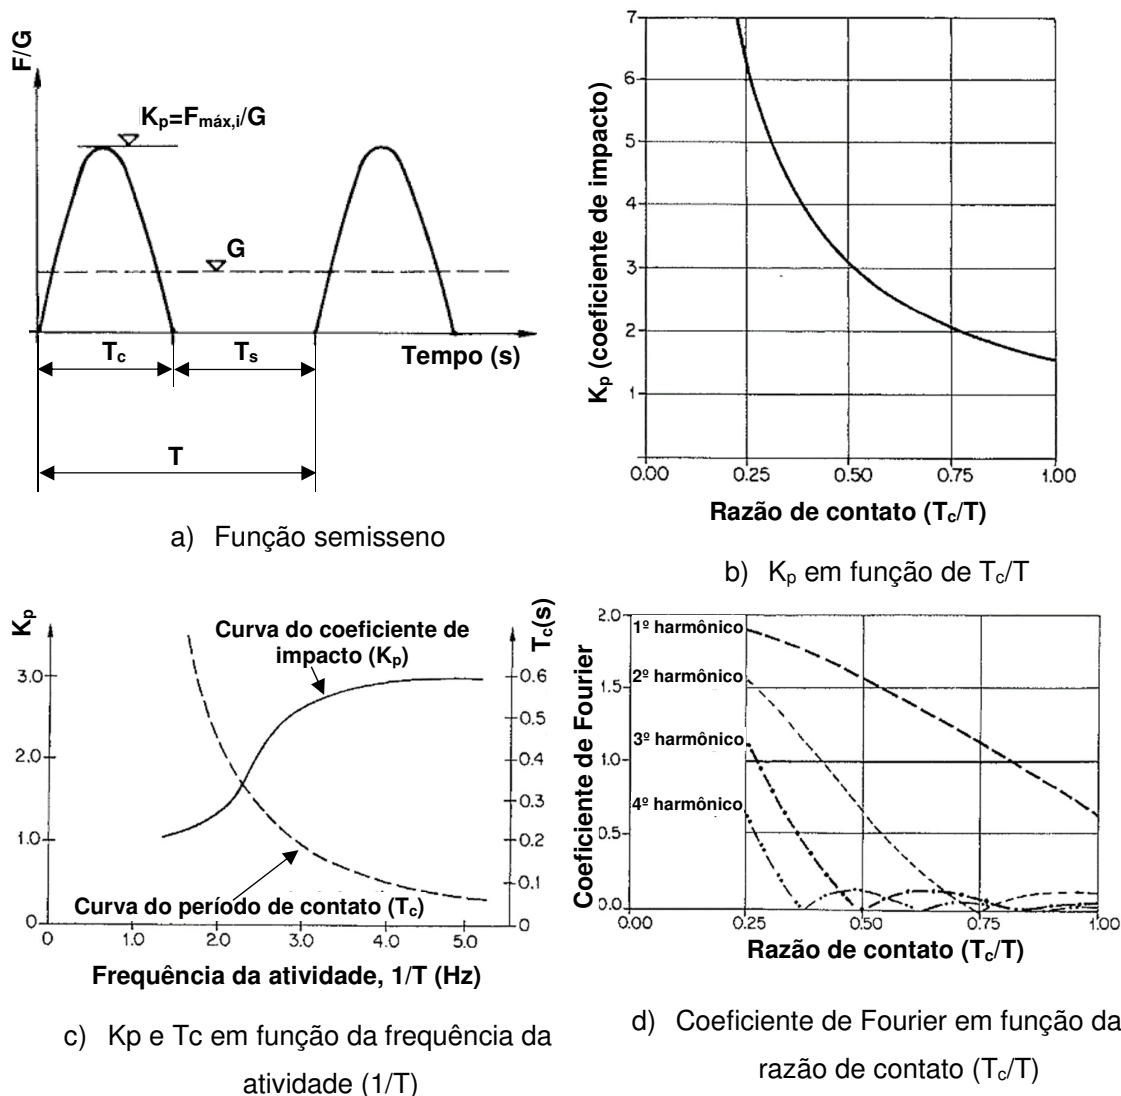 F/G
Kp=Fmáx,i/G
G
Tc
Ts
Tempo (s)
T
a) Função semisseno
Kp (coeficiente de impacto)
7
6
5
4
3
2
1
0.00 0.25 0.50 0.75 1.00
Razão de contato (Tc/T)
b) Kp em função de Tc/T
Kp
Tc(s)
Curva do coeficiente de
impacto (Kp)
3.0
2.0
1.0
0
0.6
0.5
0.4
0.3
0.2
0.1
0
Curva do período de contato (Tc)
0 1.0 2.0 3.0 4.0 5.0
Frequência da atividade, 1/T (Hz)
c) Kp e Tc em função da frequência da
atividade (1/T)
Coeficiente de Fourier
2.0
1.5
1.0
0.5
0.0
1º harmônico
2º harmônico
3º harmônico
4º harmônico
0.00 0.25 0.50 0.75 1.00
Razão de contato (Tc/T)
d) Coeficiente de Fourier em função da
razão de contato (Tc/T)